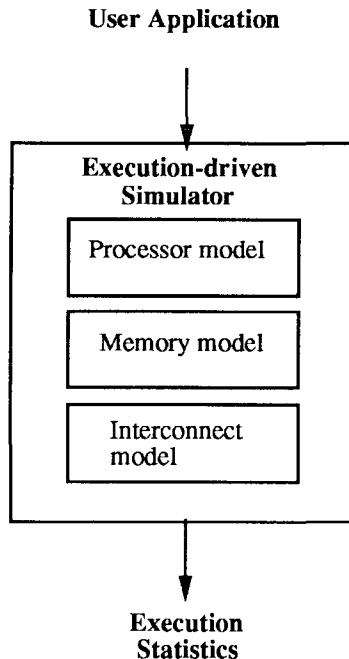 User Application
Execution-driven
Simulator
Processor model
Memory model
Interconnect
model
Execution
Statistics